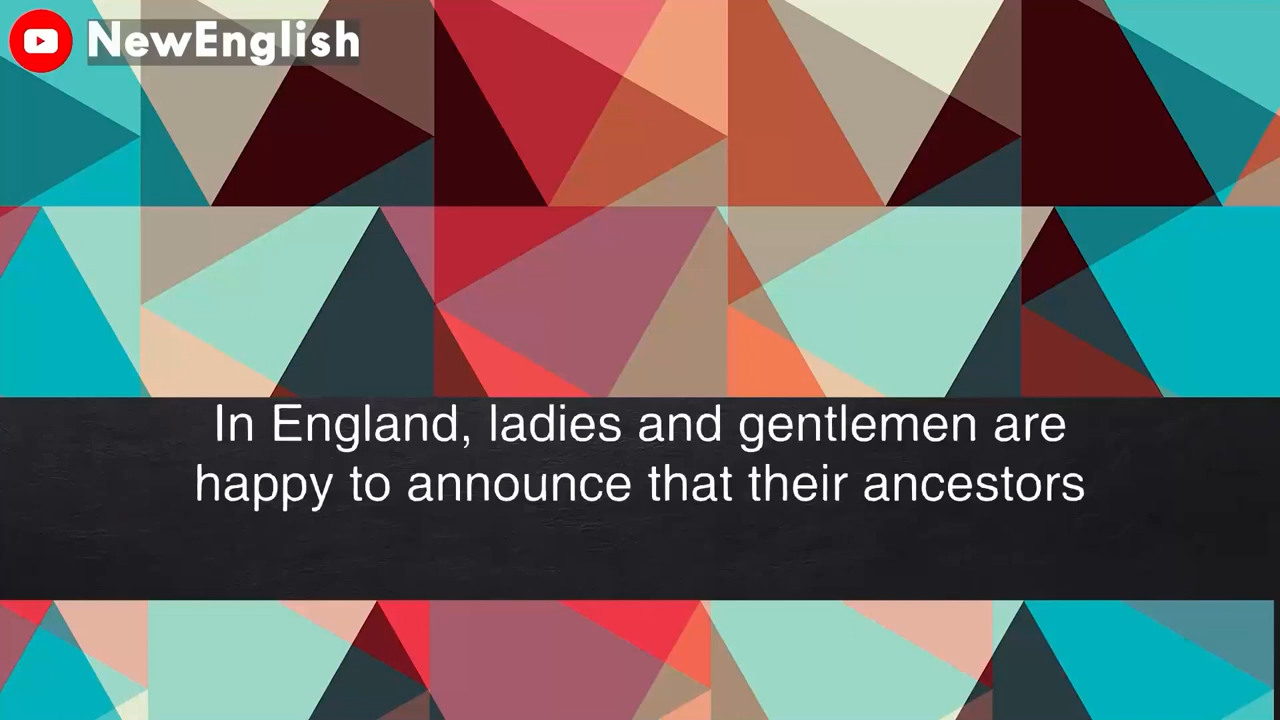 NewEnglish
In England, ladies and gentlemen are
happy to announce that their ancestors